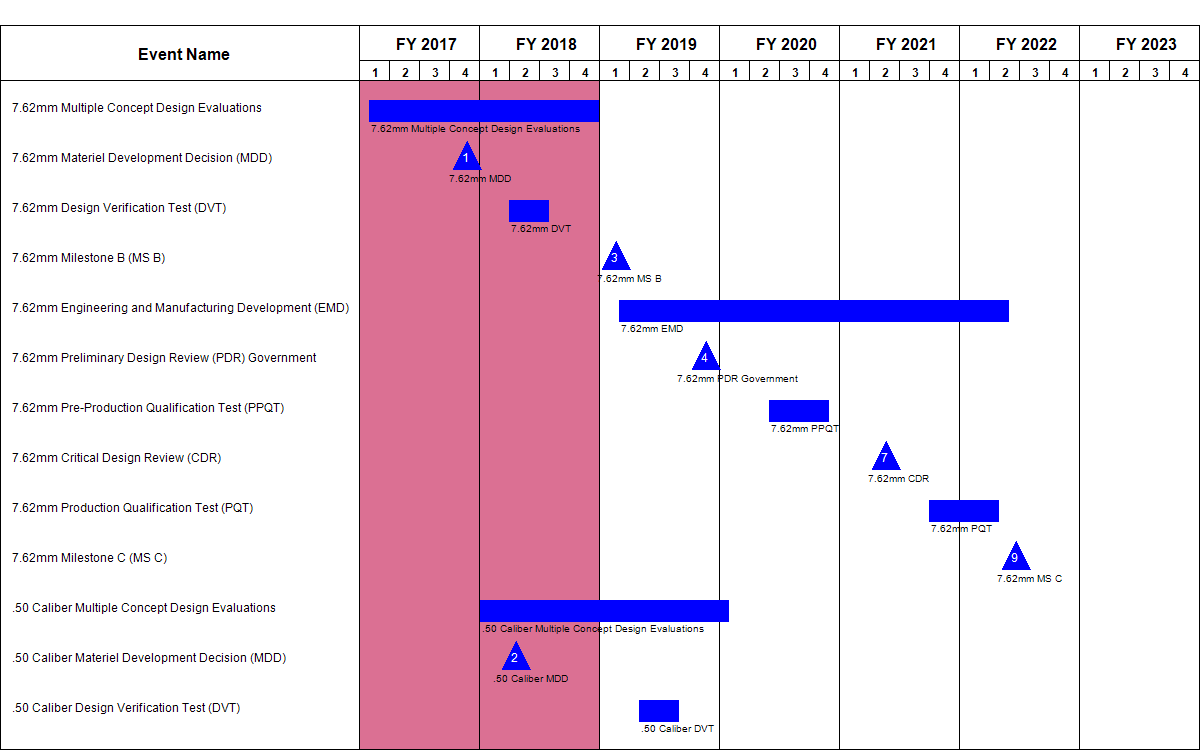 Event Name
FY 2017 FY 2018 FY 2019 FY 2020 FY 2021 FY 2022 FY 2023
1 2 3 4 1 2 3 4 1 2 3 4 1 2 3 4 1 2 3 4 1 2 3 4 1 2 3 4
7.62mm Multiple Concept Design Evaluations
7.62mm Multiple Concept Design Evaluations
7.62mm Materiel Development Decision (MDD)
1
7.62mm MDD
7.62mm Design Verification Test (DVT)
7.62mm DVT
7.62mm Milestone B (MS B)
3
7.62mm MS B
7.62mm Engineering and Manufacturing Development (EMD)
7.62mm EMD
7.62mm Preliminary Design Review (PDR) Government
4
7.62mm PDR Government
7.62mm Pre-Production Qualification Test (PPQT)
7.62mm PPQT
7.62mm Critical Design Review (CDR)
7
7.62mm CDR
7.62mm Production Qualification Test (PQT)
7.62mm PQT
7.62mm Milestone C (MS C)
9
7.62mm MS C
.50 Caliber Multiple Concept Design Evaluations
.50 Caliber Multiple Concept Design Evaluations
.50 Caliber Materiel Development Decision (MDD)
2
.50 Caliber MDD
.50 Caliber Design Verification Test (DVT)
.50 Caliber DVT